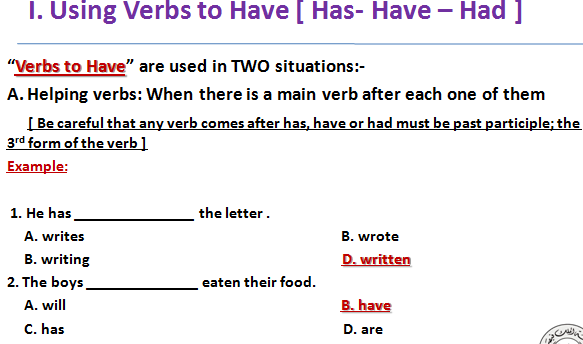 I. Using Verbs to Have [ Has- Have – Had ]
“Verbs to Have” are used in TWO situations:-
A. Helping verbs: When there is a main verb after each one of them
[ Be careful that any verb comes after has, have or had must be past participle; the
3rd form of the verb ]
Example:
1. He has _______________ the letter .
A. writes B. wrote
B. writing D. written
2. The boys ______________ eaten their food.
A. will B. have
C. has D. are